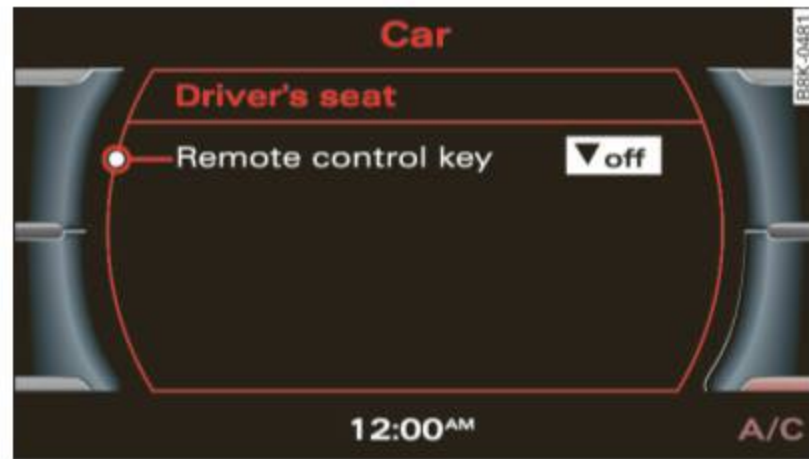 Car
B8K-0481
Driver's seat
Remote control key ▼off
12:00AM
A/C